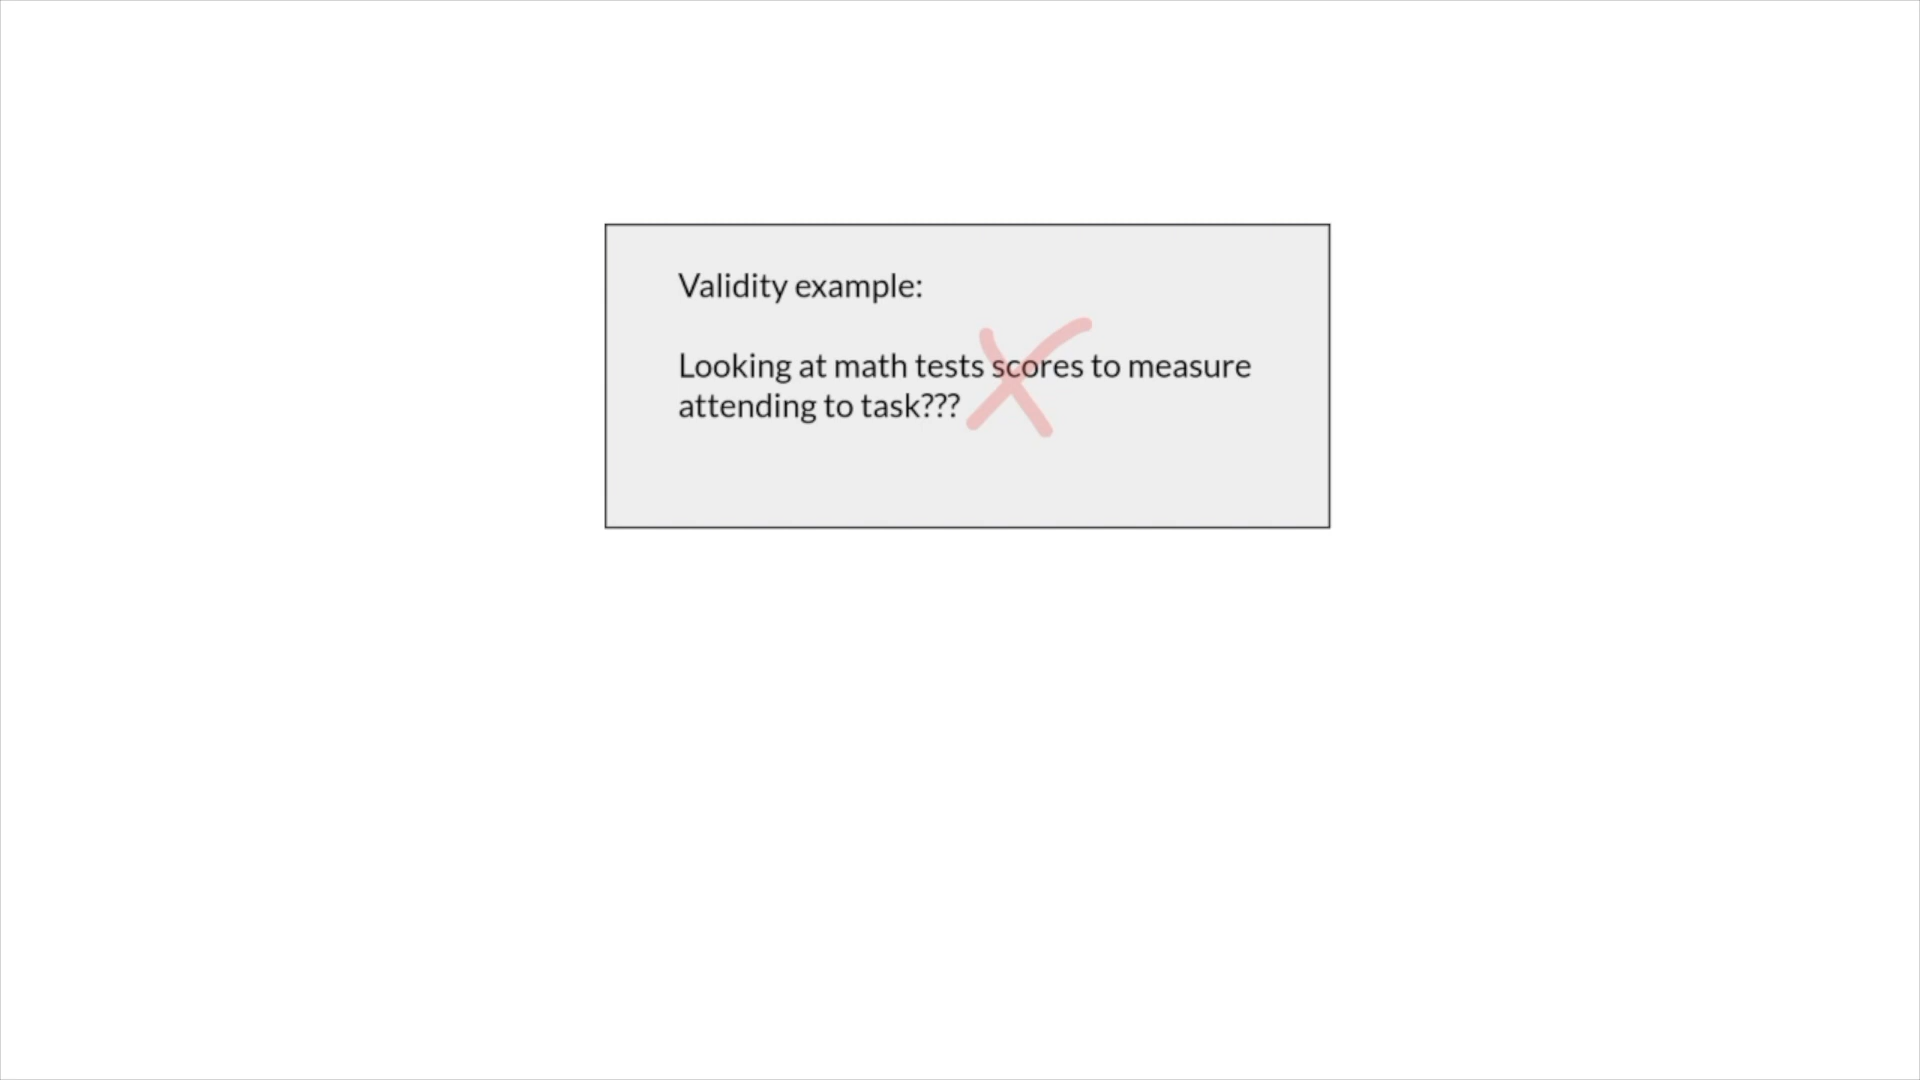 Validity example:
Looking at math tests scores to measure
attending to task???